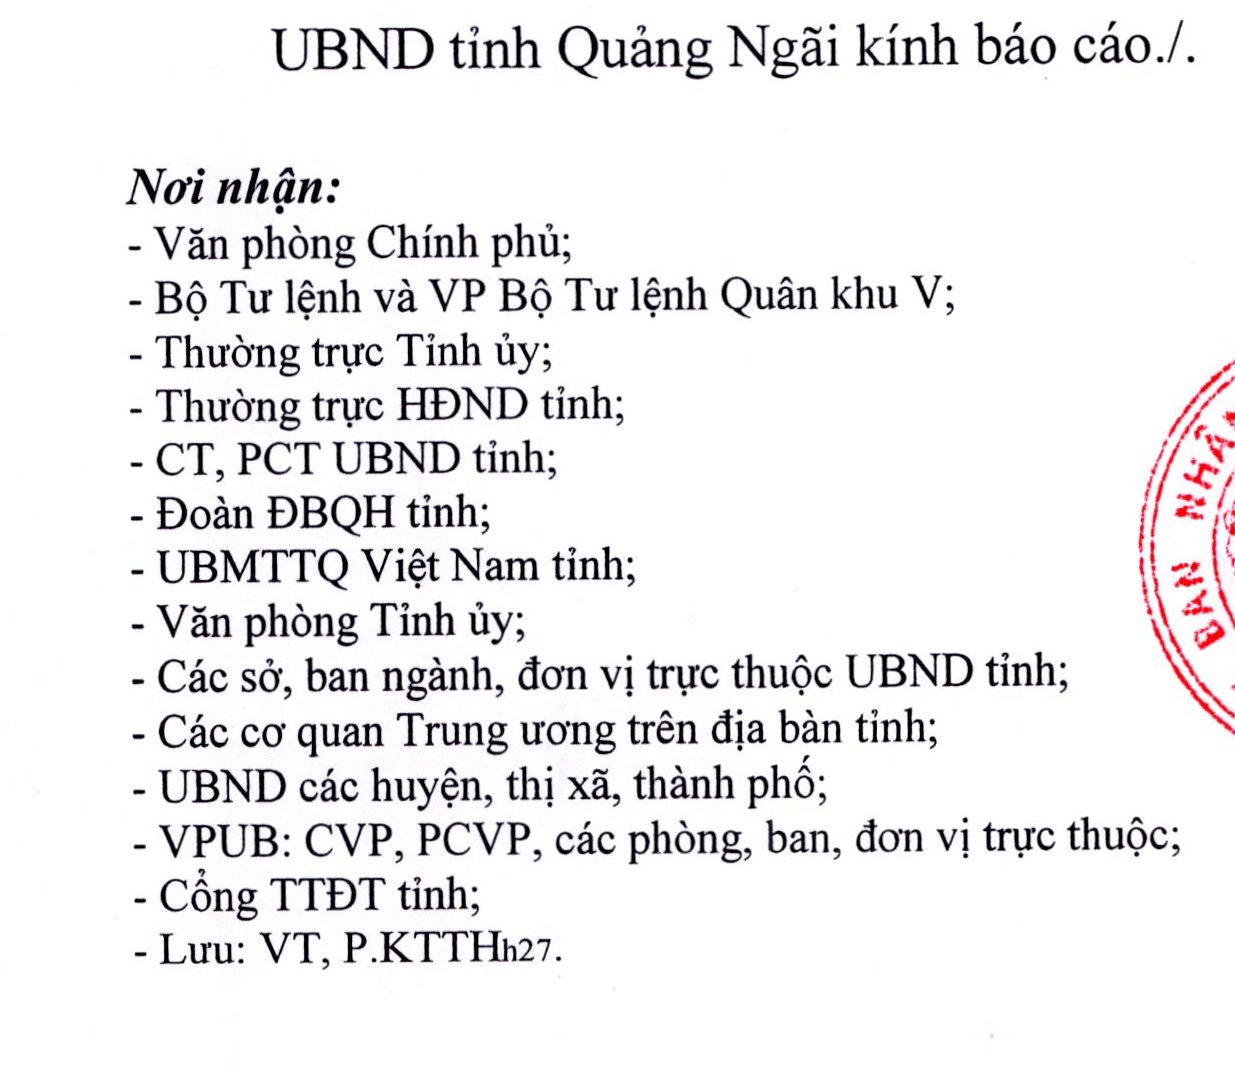 UBND tỉnh Quảng Ngãi kính báo cáo./.
Nơi nhận:
- Văn phòng Chính phủ;
- Bộ Tư lệnh và VP Bộ Tư lệnh Quân khu V;
- Thường trực Tỉnh ủy;
- Thường trực HĐND tỉnh;
- CT, PCT UBND tỉnh;
- Đoàn ĐBQH tỉnh;
- UBMTTQ Việt Nam tỉnh;
- Văn phòng Tỉnh ủy;
- Các sở, ban ngành, đơn vị trực thuộc UBND tỉnh;
- Các cơ quan Trung ương trên địa bàn tỉnh;
- UBND các huyện, thị xã, thành phố;
- VPUB: CVP, PCVP, các phòng, ban, đơn vị trực thuộc;
- Cổng TTĐT tỉnh;
- Lưu: VT, P.KTTHh27.
BAN NHÂ